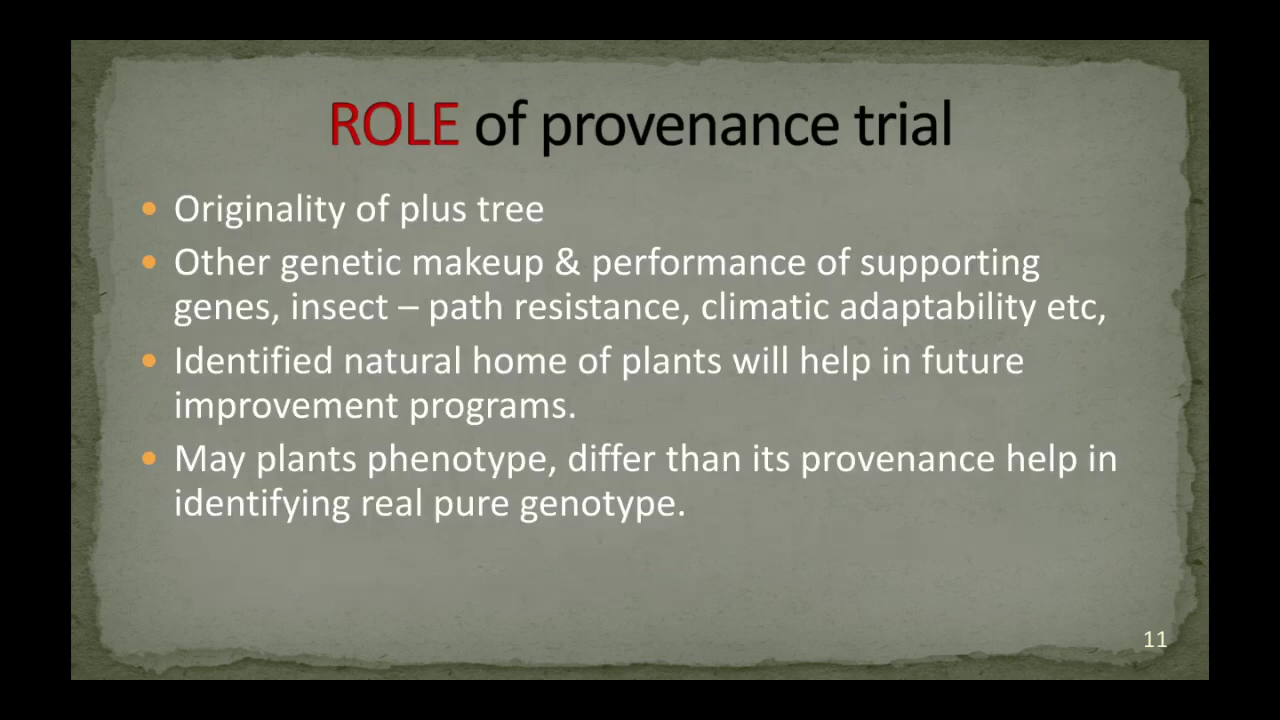 ROLE of provenance trial
• Originality of plus tree
• Other genetic makeup & performance of supporting
genes, insect – path resistance, climatic adaptability etc,
• Identified natural home of plants will help in future
improvement programs.
• May plants phenotype, differ than its provenance help in
identifying real pure genotype.
11